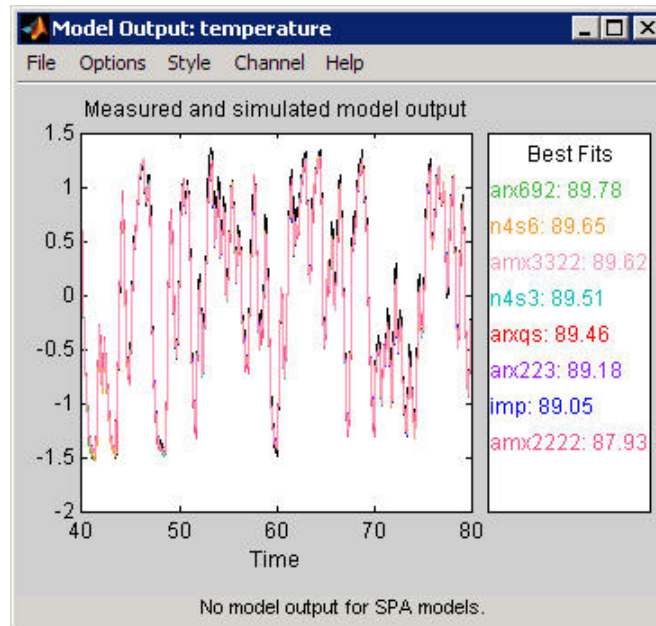 Model Output: temperature
File Options Style Channel Help
Measured and simulated model output
1.5
1
0.5
0
-0.5
-1
-1.5
-2
40 50 60 70 80
Time
Best Fits
arx692: 89.78
n4s6: 89.65
amx3322: 89.62
n4s3: 89.51
arxqs: 89.46
arx223: 89.18
imp: 89.05
amx2222: 87.93
No model output for SPA models.